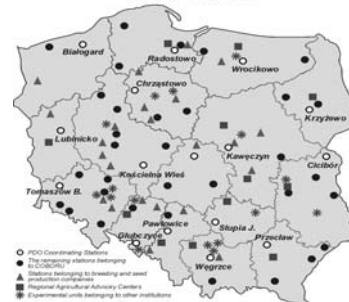 Białogard
Radostowo
Wrocikowo
Chrząstowo
Krzyżewo
Lubinicko
Cicibór
Kawęczyn
Kościelna Wieś
Tomaszów B.
Pawłowice
Słupia J.
Głubczyce
Przecław
Węgrzce
PDO Coordinating Stations
The remaining stations belonging
to COBORU
Stations belonging to breeding and seed
production companies
Regional Agricultural Advisory Centers
Experimental units belonging to other institutions